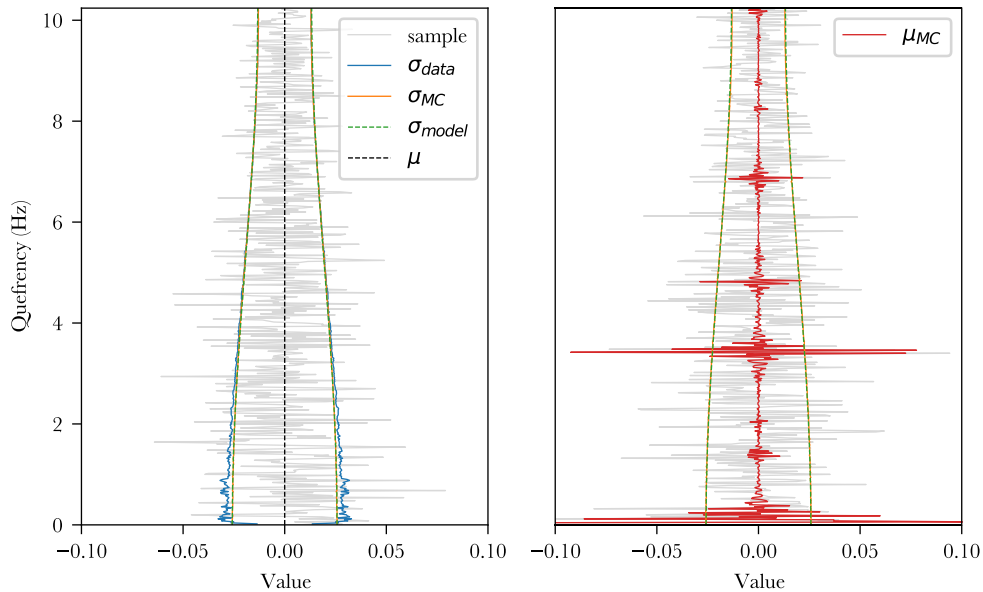 sample
σdata
σMC
σmodel
μ
μMC
10
8
6
4
2
0
Quefrency (Hz)
−0.10 −0.05 0.00 0.05 0.10
−0.10 −0.05 0.00 0.05 0.10
Value
Value